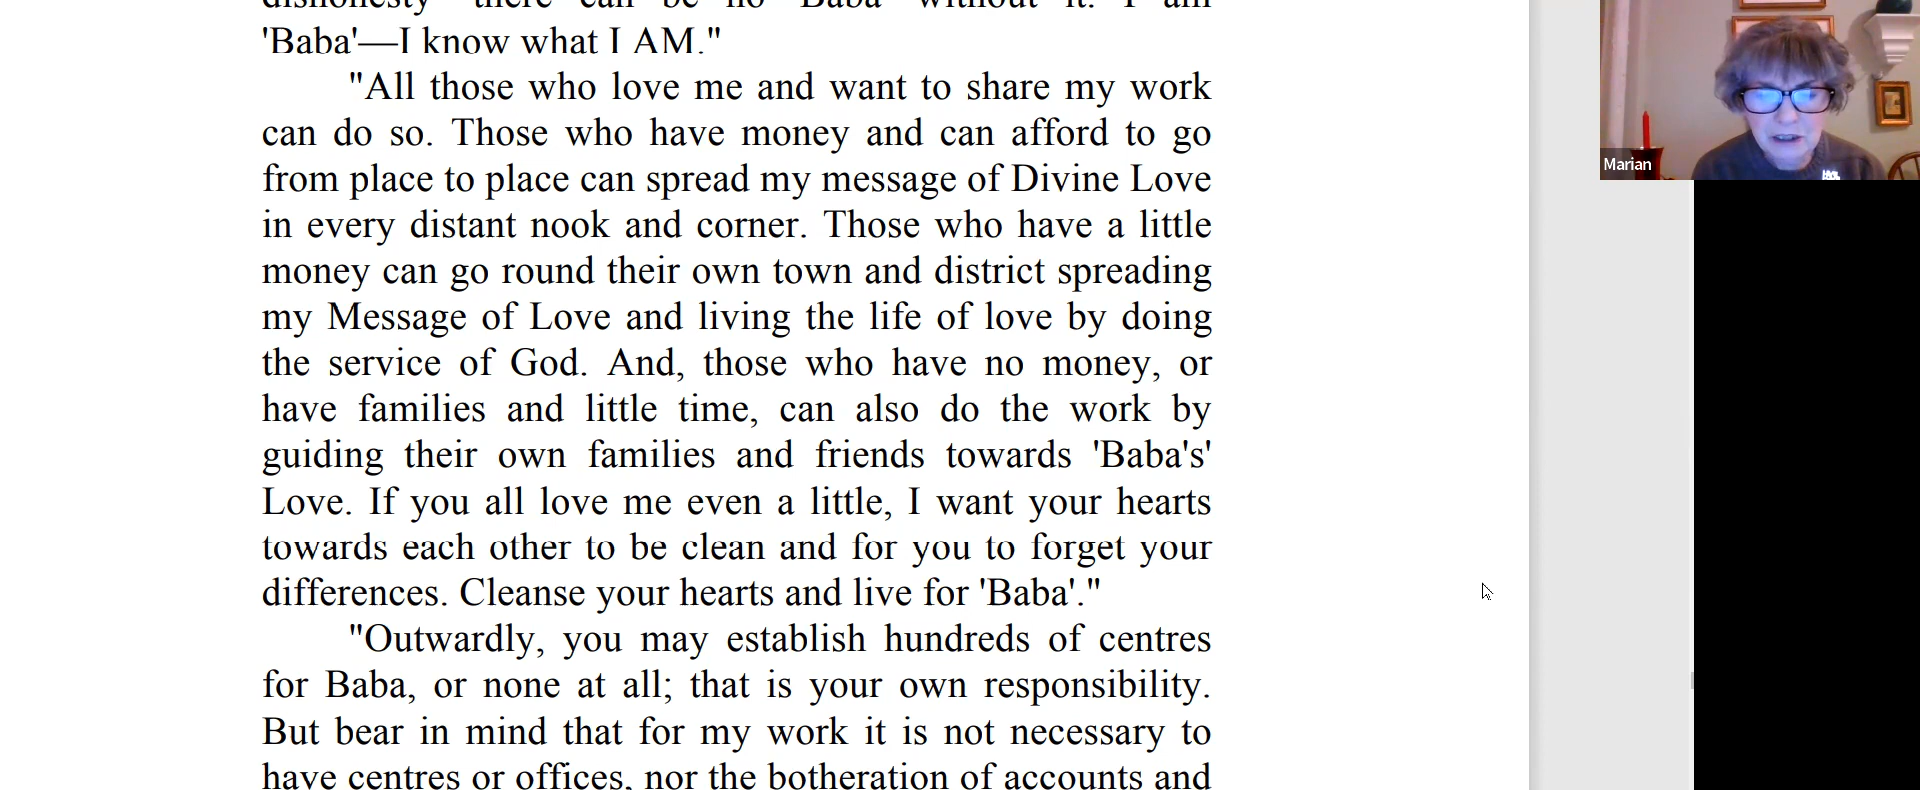 dishonesty there can be no 'Baba' without it. I am
'Baba'—I know what I AM."
"All those who love me and want to share my work
can do so. Those who have money and can afford to go
from place to place can spread my message of Divine Love
in every distant nook and corner. Those who have a little
money can go round their own town and district spreading
my Message of Love and living the life of love by doing
the service of God. And, those who have no money, or
have families and little time, can also do the work by
guiding their own families and friends towards 'Baba's'
Love. If you all love me even a little, I want your hearts
towards each other to be clean and for you to forget your
differences. Cleanse your hearts and live for 'Baba'."
"Outwardly, you may establish hundreds of centres
for Baba, or none at all; that is your own responsibility.
But bear in mind that for my work it is not necessary to
have centres or offices, nor the botheration of accounts and
Marian